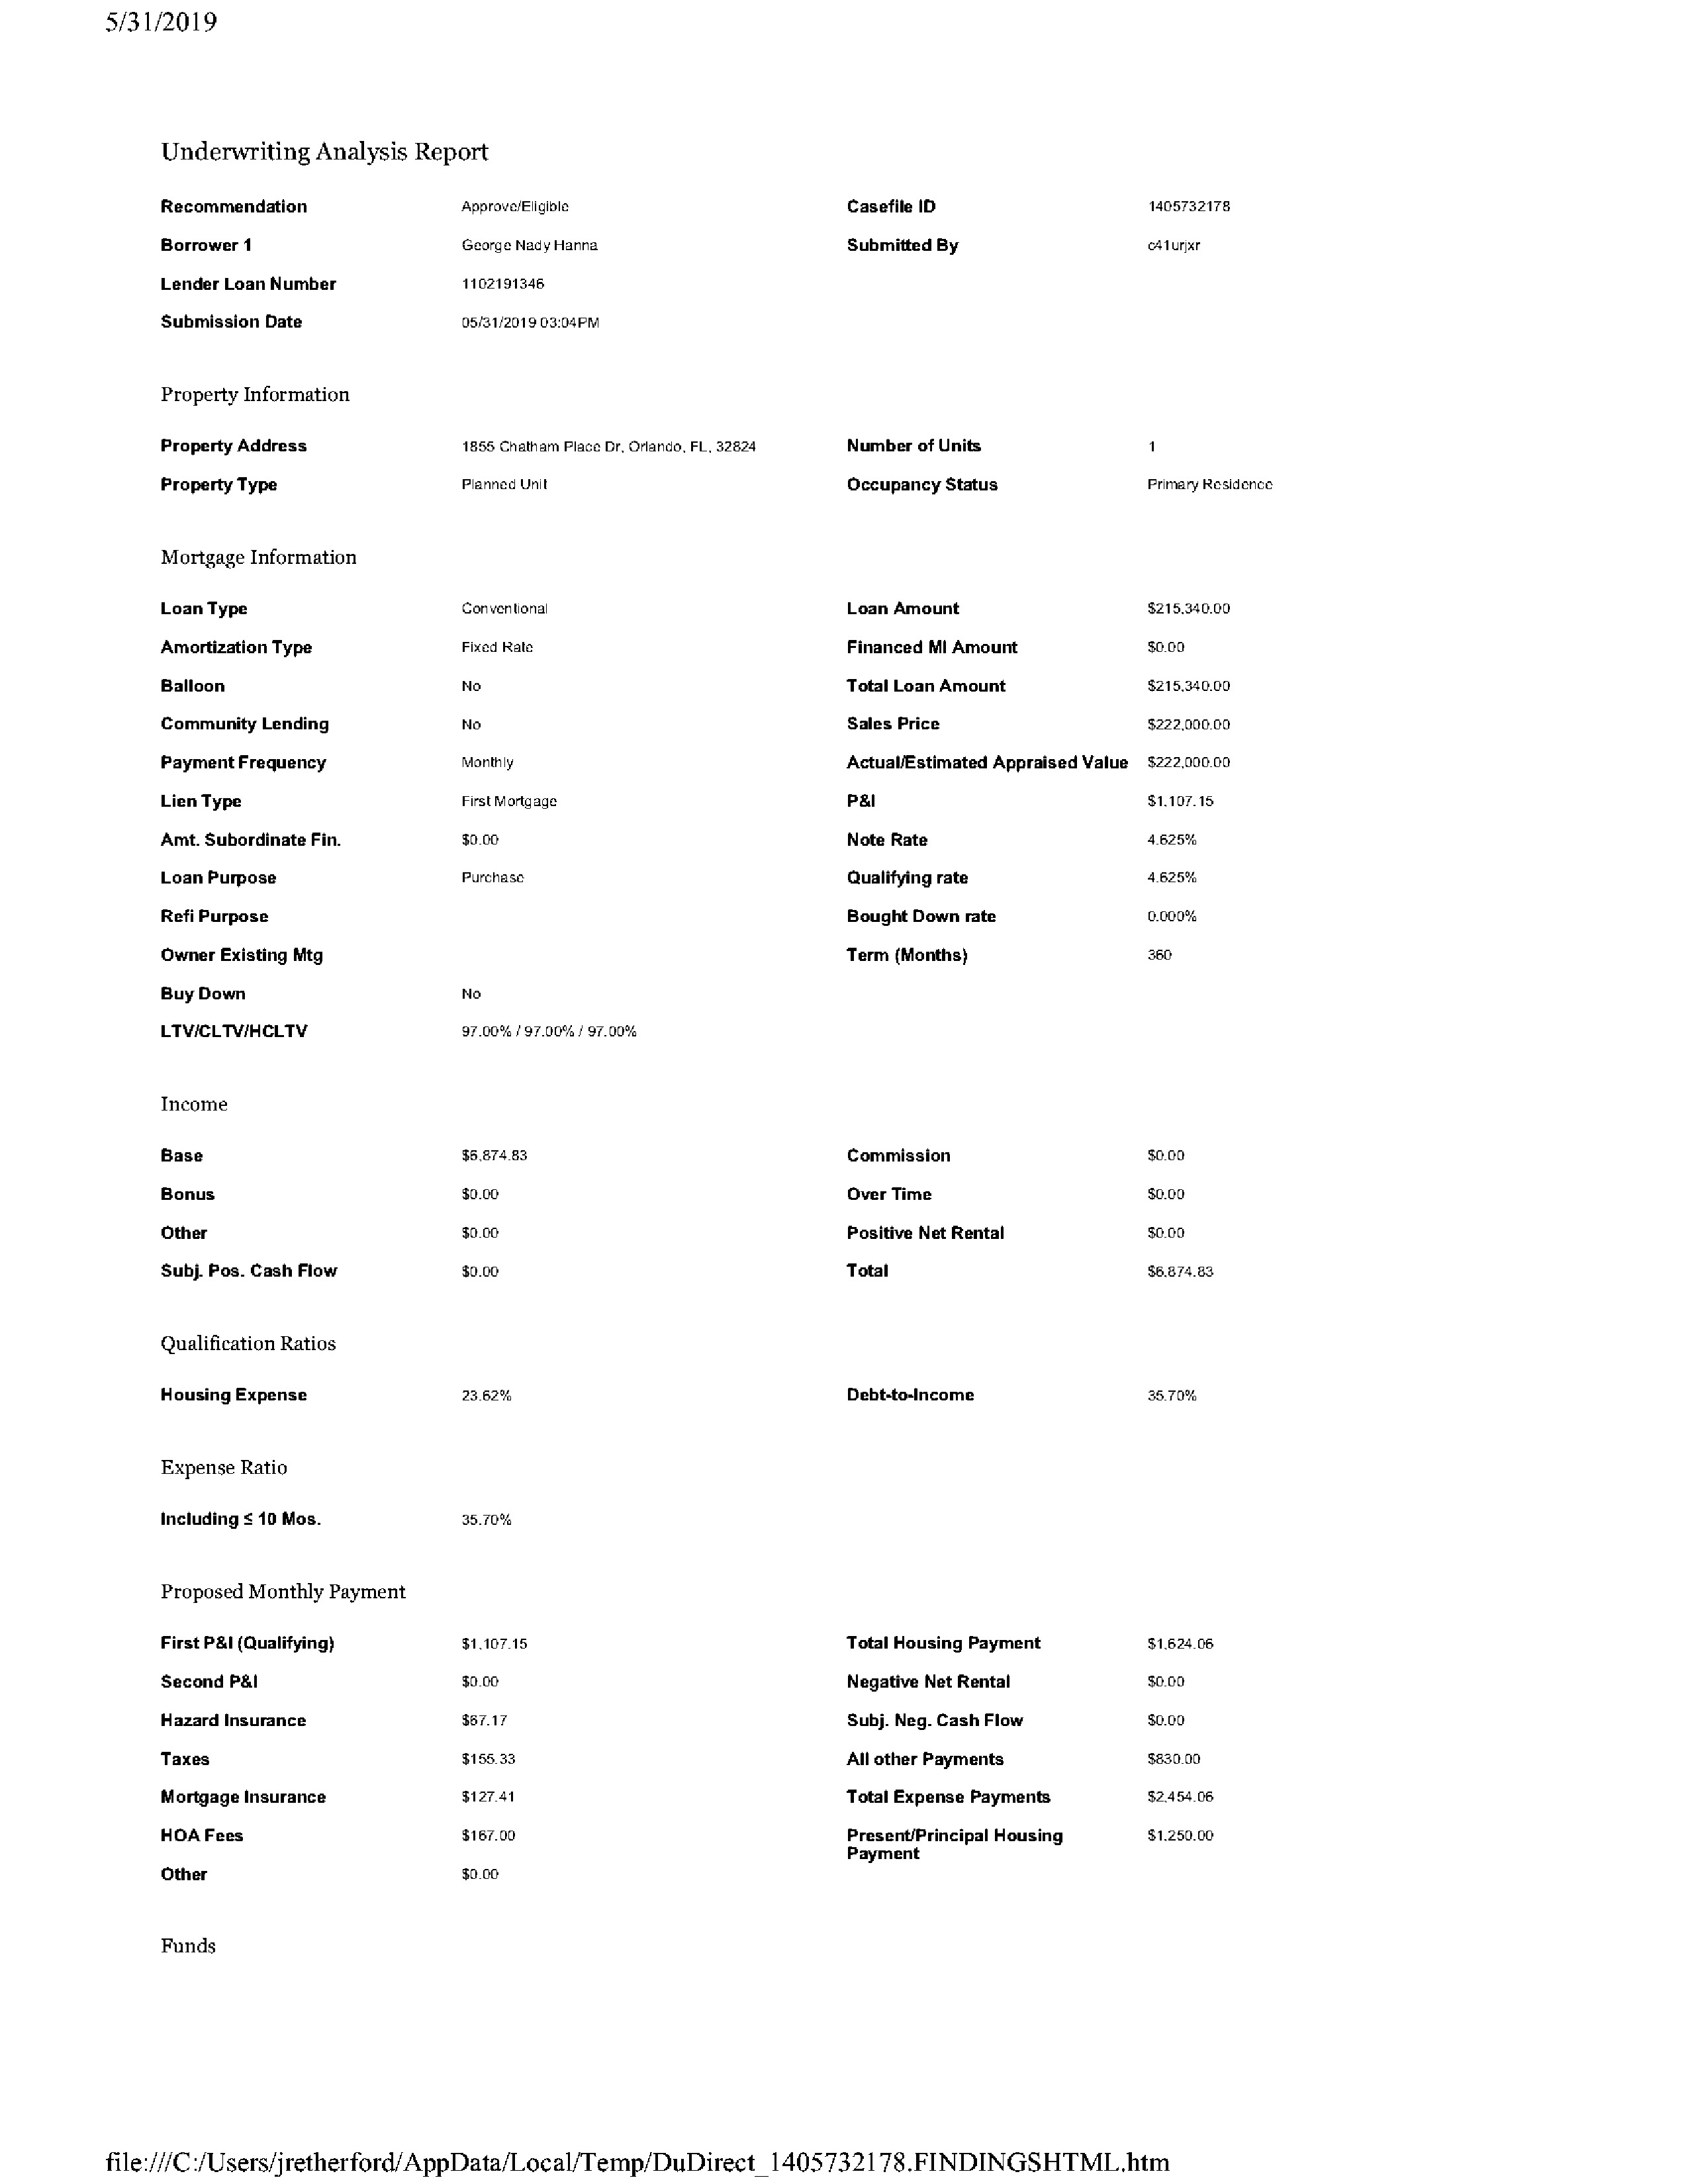 5/31/2019
Underwriting Analysis Report
Recommendation Approve/Eligible Casefile ID 1405732178
Borrower 1 George Nady Hanna Submitted By c41urjxr
Lender Loan Number 1102191346
Submission Date 05/31/2019 03:04PM
Property Information
Property Address 1855 Chatham Place Dr, Orlando, FL, 32824 Number of Units 1
Property Type Planned Unit Occupancy Status Primary Residence
Mortgage Information
Loan Type Conventional Loan Amount $215,340.00
Amortization Type Fixed Rate Financed MI Amount $0.00
Balloon No Total Loan Amount $215,340.00
Community Lending No Sales Price $222,000.00
Payment Frequency Monthly Actual/Estimated Appraised Value $222,000.00
Lien Type First Mortgage P&I $1,107.15
Amt. Subordinate Fin. $0.00 Note Rate 4.625%
Loan Purpose Purchase Qualifying rate 4.625%
Refi Purpose Bought Down rate 0.000%
Owner Existing Mtg Term (Months) 360
Buy Down No
LTV/CLTV/HCLTV 97.00% / 97.00% / 97.00%
Income
Base $6,874.83 Commission $0.00
Bonus $0.00 Over Time $0.00
Other $0.00 Positive Net Rental $0.00
Subj. Pos. Cash Flow $0.00 Total $6,874.83
Qualification Ratios
Housing Expense 23.62% Debt-to-Income 35.70%
Expense Ratio
Including ≤ 10 Mos. 35.70%
Proposed Monthly Payment
First P&I (Qualifying) $1,107.15 Total Housing Payment $1,624.06
Second P&I $0.00 Negative Net Rental $0.00
Hazard Insurance $67.17 Subj. Neg. Cash Flow $0.00
Taxes $155.33 All other Payments $830.00
Mortgage Insurance $127.41 Total Expense Payments $2,454.06
HOA Fees $167.00 Present/Principal Housing $1,250.00
Payment
Other $0.00
Funds
file:///C:/Users/jretherford/AppData/Local/Temp/DuDirect_1405732178.FINDINGSHTML.htm